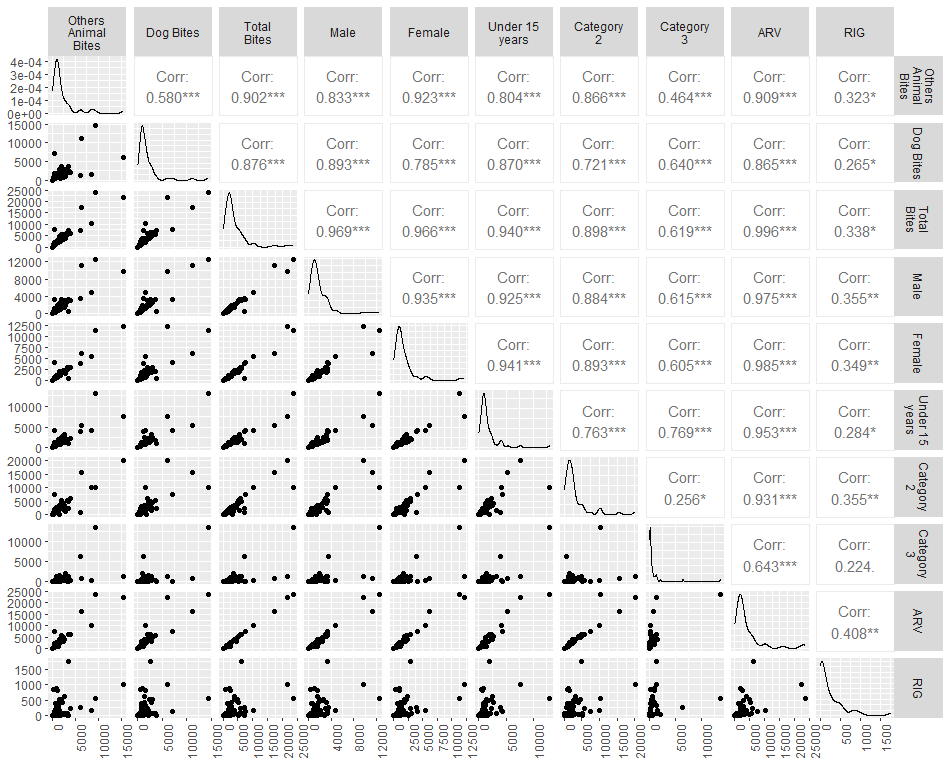 Others
Animal
Bites
Dog Bites
Total
Bites
Male
Female
Under 15
years
Category
2
Category
3
ARV
RIG
4e-04
3e-04
2e-04
1e-04
0e+00
Corr:
0.580***
Corr:
0.902***
Corr:
0.833***
Corr:
0.923***
Corr:
0.804***
Corr:
0.866***
Corr:
0.464***
Corr:
0.909***
Corr:
0.323*
Others
Animal
Bites
15000
10000
5000
0
Corr:
0.876***
Corr:
0.893***
Corr:
0.785***
Corr:
0.870***
Corr:
0.721***
Corr:
0.640***
Corr:
0.865***
Corr:
0.265*
Dog Bites
25000
20000
15000
10000
5000
0
Corr:
0.969***
Corr:
0.966***
Corr:
0.940***
Corr:
0.898***
Corr:
0.619***
Corr:
0.996***
Corr:
0.338*
Total
Bites
12000
8000
4000
0
Corr:
0.935***
Corr:
0.925***
Corr:
0.884***
Corr:
0.615***
Corr:
0.975***
Corr:
0.355**
Male
12500
10000
7500
5000
2500
0
Corr:
0.941***
Corr:
0.893***
Corr:
0.605***
Corr:
0.985***
Corr:
0.349**
Female
10000
5000
0
Corr:
0.763***
Corr:
0.769***
Corr:
0.953***
Corr:
0.284*
Under 15
years
20000
15000
10000
5000
0
Corr:
0.256*
Corr:
0.931***
Corr:
0.355**
Category
2
10000
5000
0
Corr:
0.643***
Corr:
0.224.
Category
3
25000
20000
15000
10000
5000
0
Corr:
0.408**
ARV
1500
1000
500
0
RIG
0
5000
10000
15000
0
5000
10000
15000
0
5000
10000
15000
20000
25000
0
4000
8000
12000
0
2500
5000
7500
10000
12500
0
5000
10000
0
5000
10000
15000
20000
0
5000
10000
0
5000
10000
15000
20000
25000
0
500
1000
1500